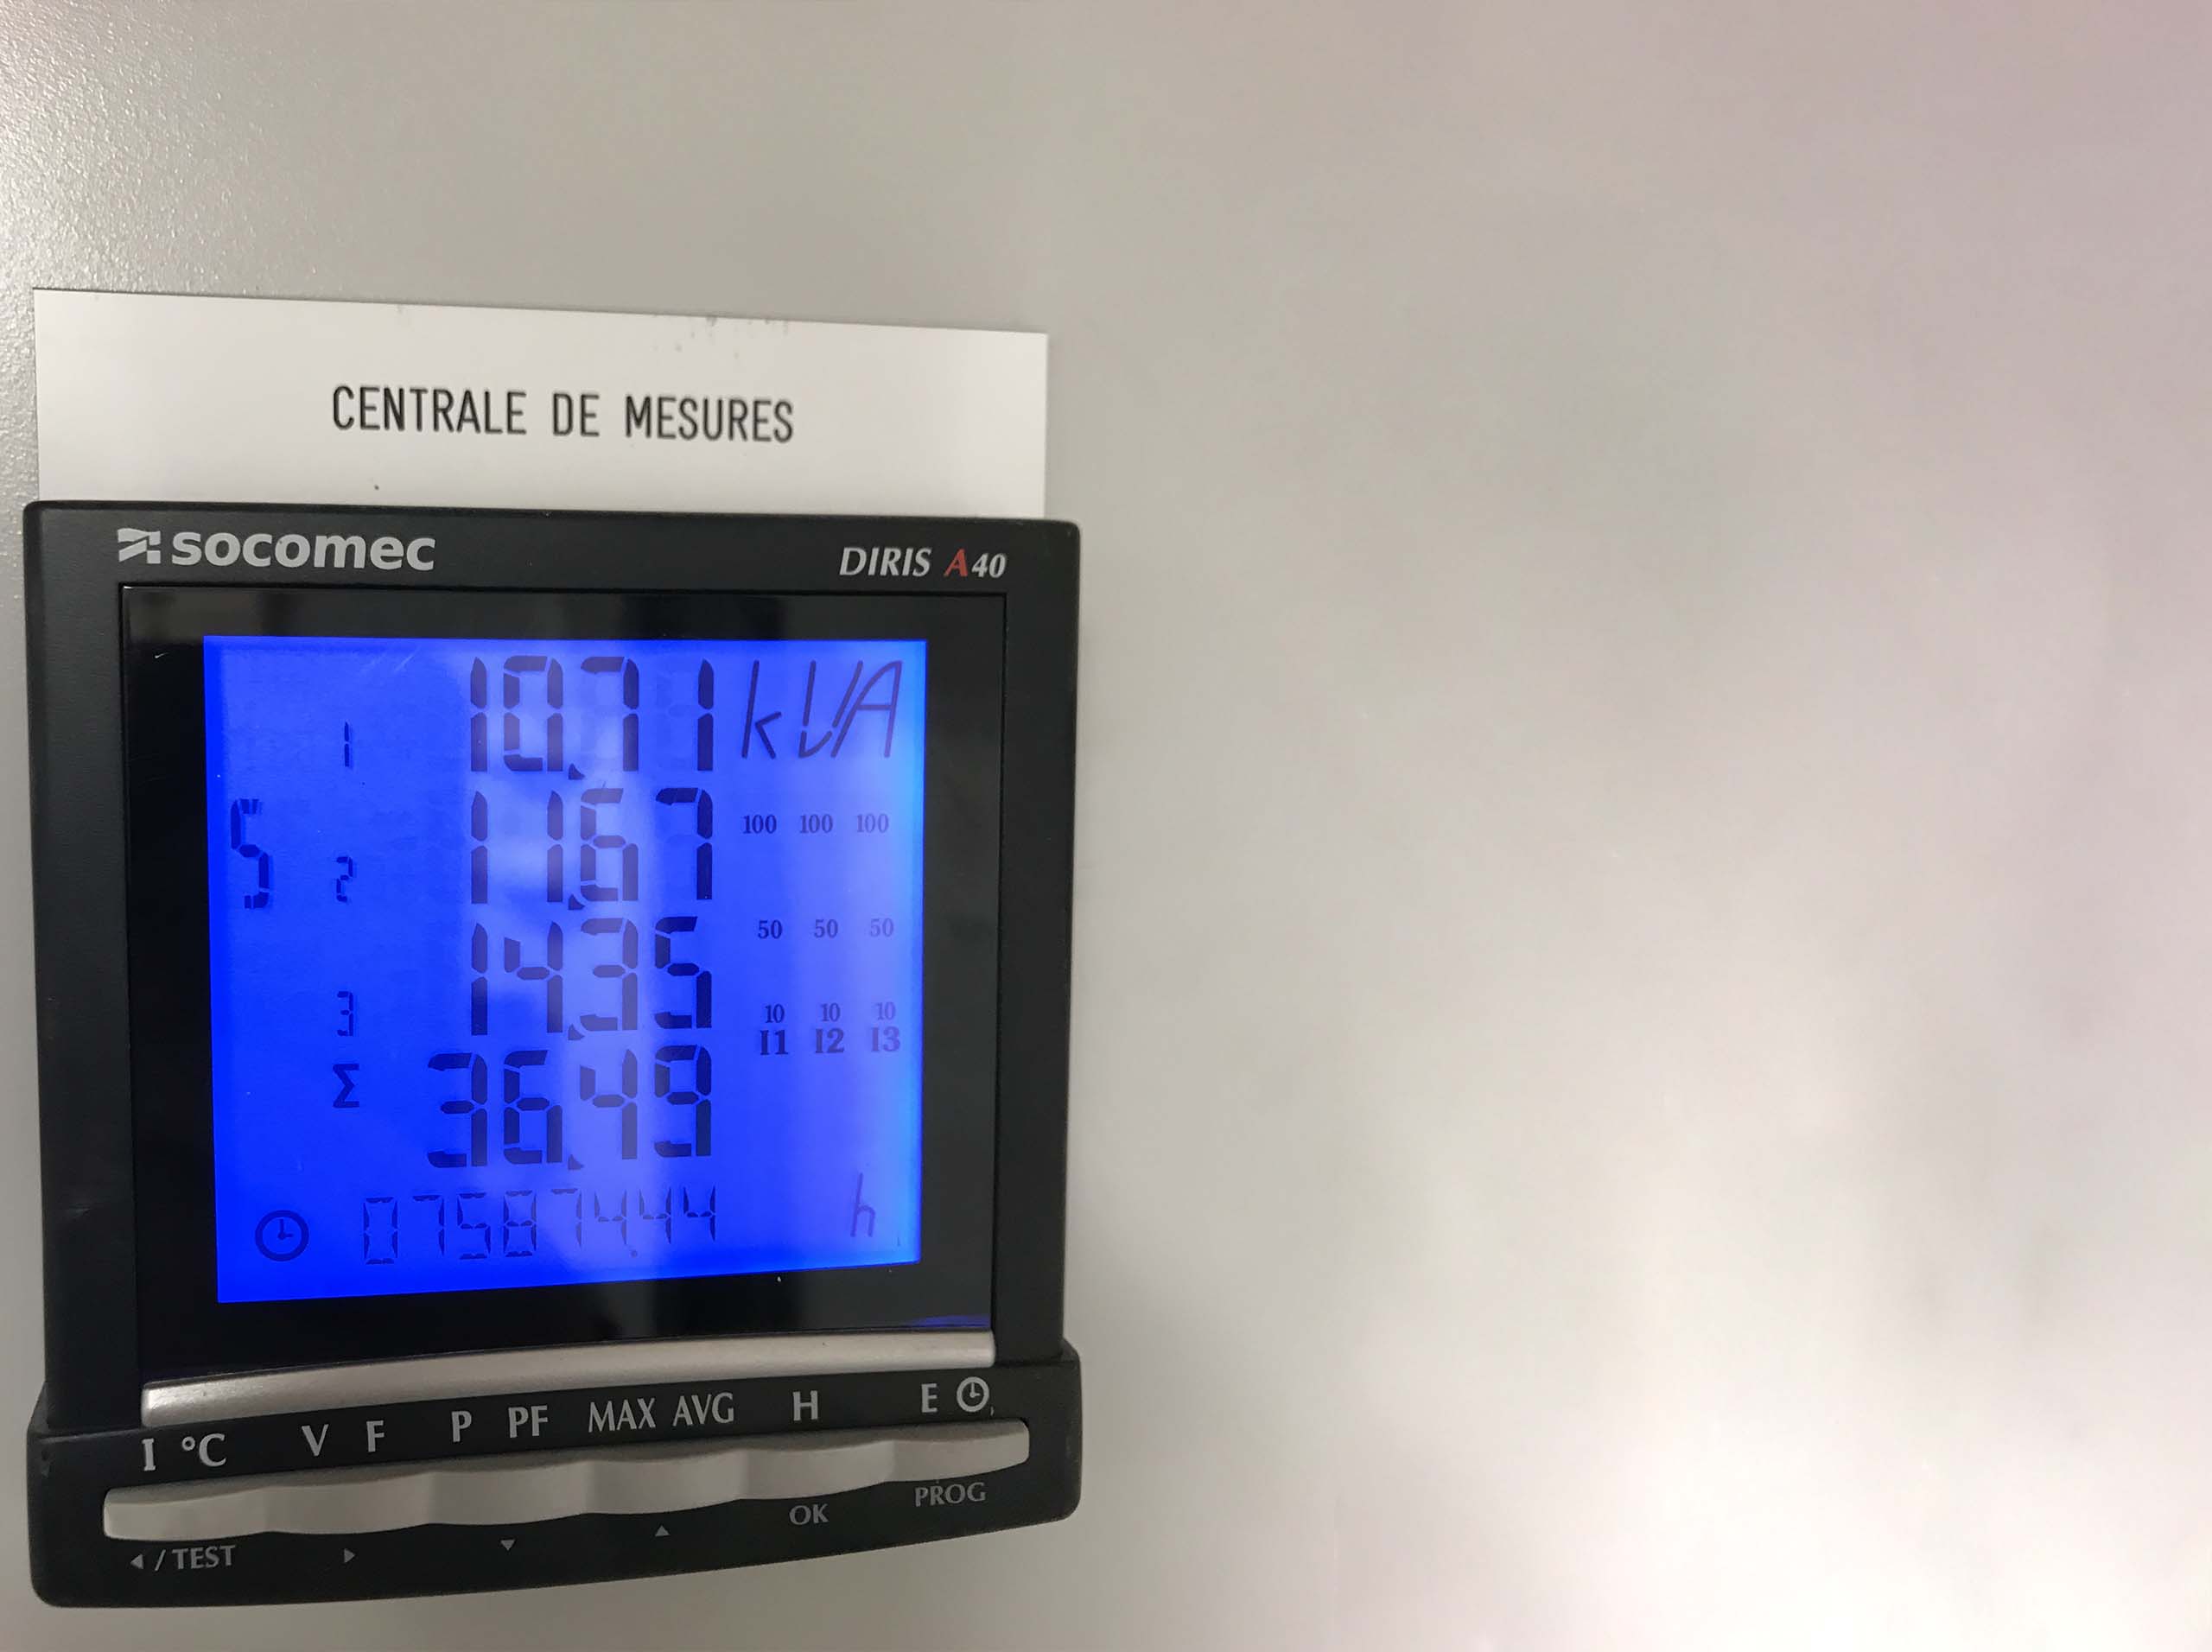 CENTRALE DE MESURES
socomec DIRIS A40
1 10.71 kVA
S 2 11.67
100 100 100
3 14.35
50 50 50
10 10 10
I1 I2 I3
Σ 36.49
075874.44 h
I °C V F P PF MAX AVG H E
◄ / TEST ► ▼ ▲ OK PROG